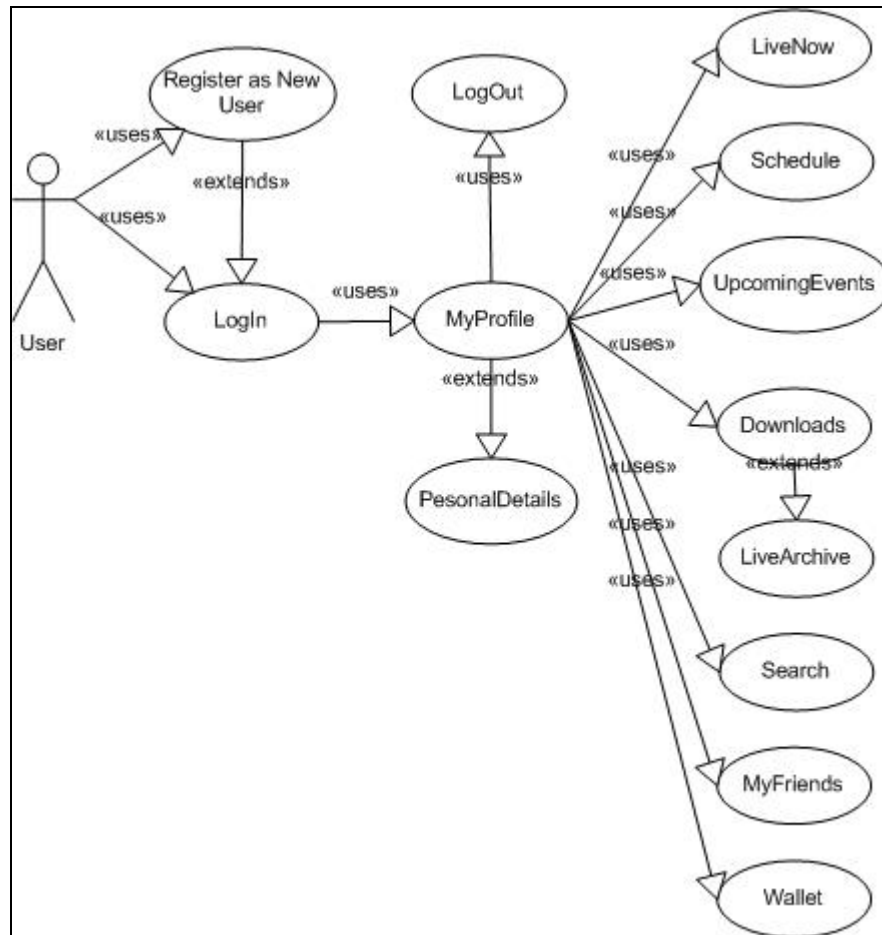 LiveNow
Register as New
User
LogOut
«uses»
«uses»
Schedule
«uses»
«extends»
«uses»
«uses»
«uses»
«uses»
UpcomingEvents
LogIn
MyProfile
User
«uses»
«extends»
Downloads
«extends»
«uses»
PesonalDetails
«uses»
LiveArchive
«uses»
Search
MyFriends
Wallet